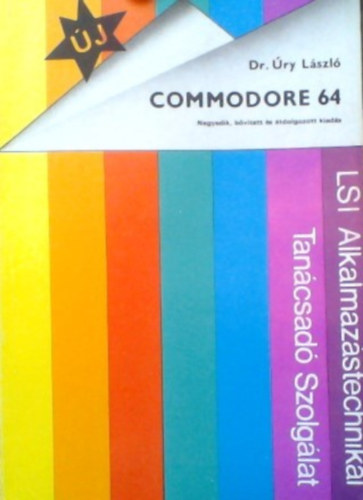 ÚJ
Dr. Úry László
COMMODORE 64
Negyedik, bővített és átdolgozott kiadás
LSI Alkalmazástechnikai
Tanácsadó Szolgálat